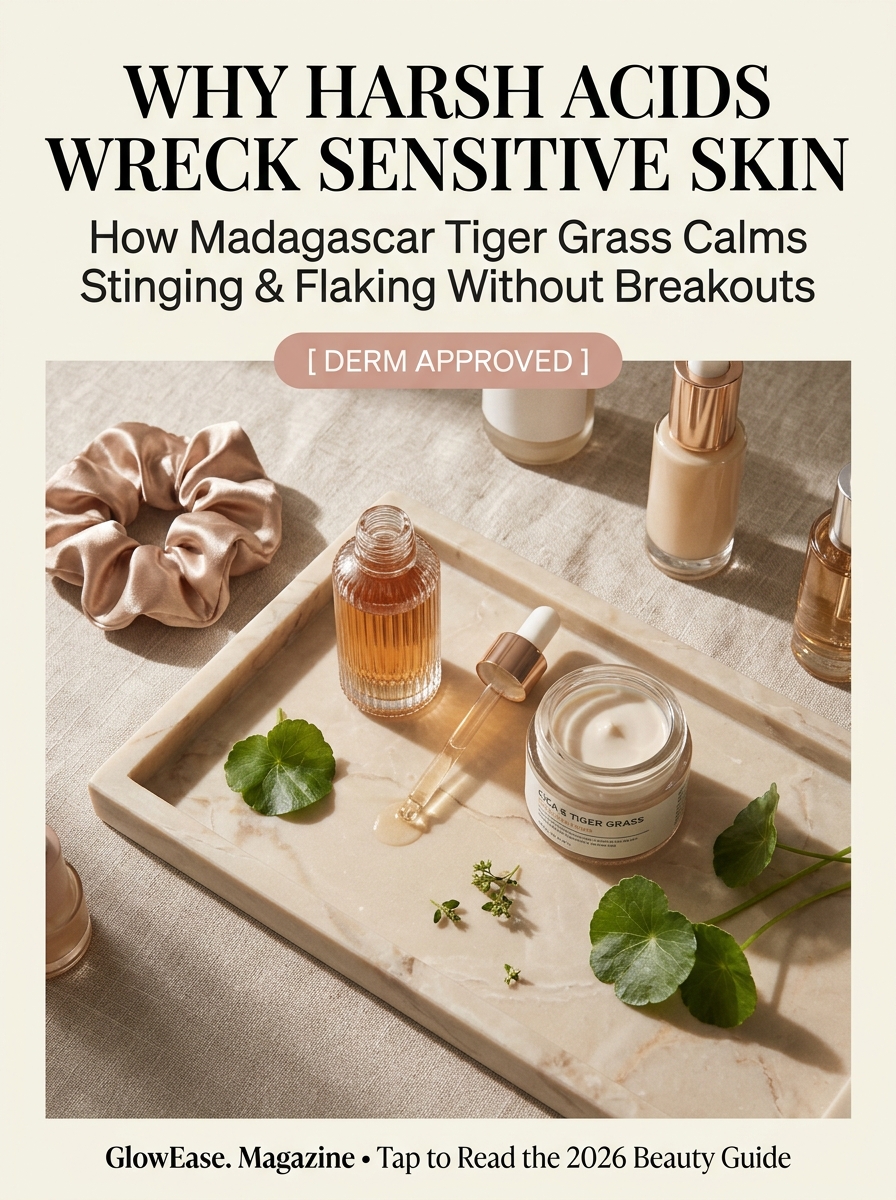 WHY HARSH ACIDS
WRECK SENSITIVE SKIN
How Madagascar Tiger Grass Calms
Stinging & Flaking Without Breakouts
[ DERM APPROVED ]
TIGER GRASS
GlowEase. Magazine • Tap to Read the 2026 Beauty Guide